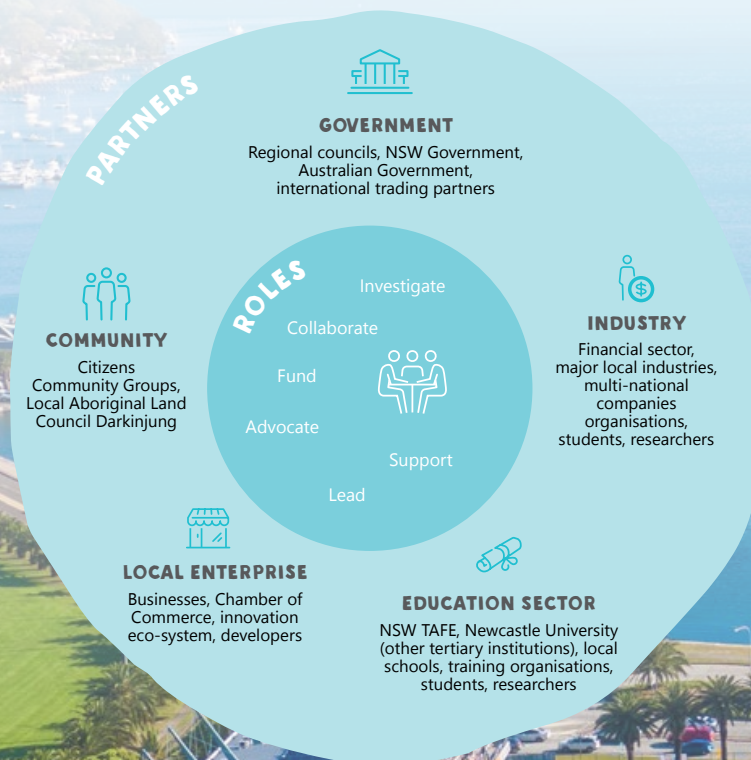 PARTNERS
GOVERNMENT
Regional councils, NSW Government,
Australian Government,
international trading partners
ROLES
Investigate
Collaborate
Fund
Advocate
Support
Lead
COMMUNITY
Citizens
Community Groups,
Local Aboriginal Land
Council Darkinjung
INDUSTRY
Financial sector,
major local industries,
multi-national
companies
organisations,
students, researchers
LOCAL ENTERPRISE
Businesses, Chamber of
Commerce, innovation
eco-system, developers
EDUCATION SECTOR
NSW TAFE, Newcastle University
(other tertiary institutions), local
schools, training organisations,
students, researchers